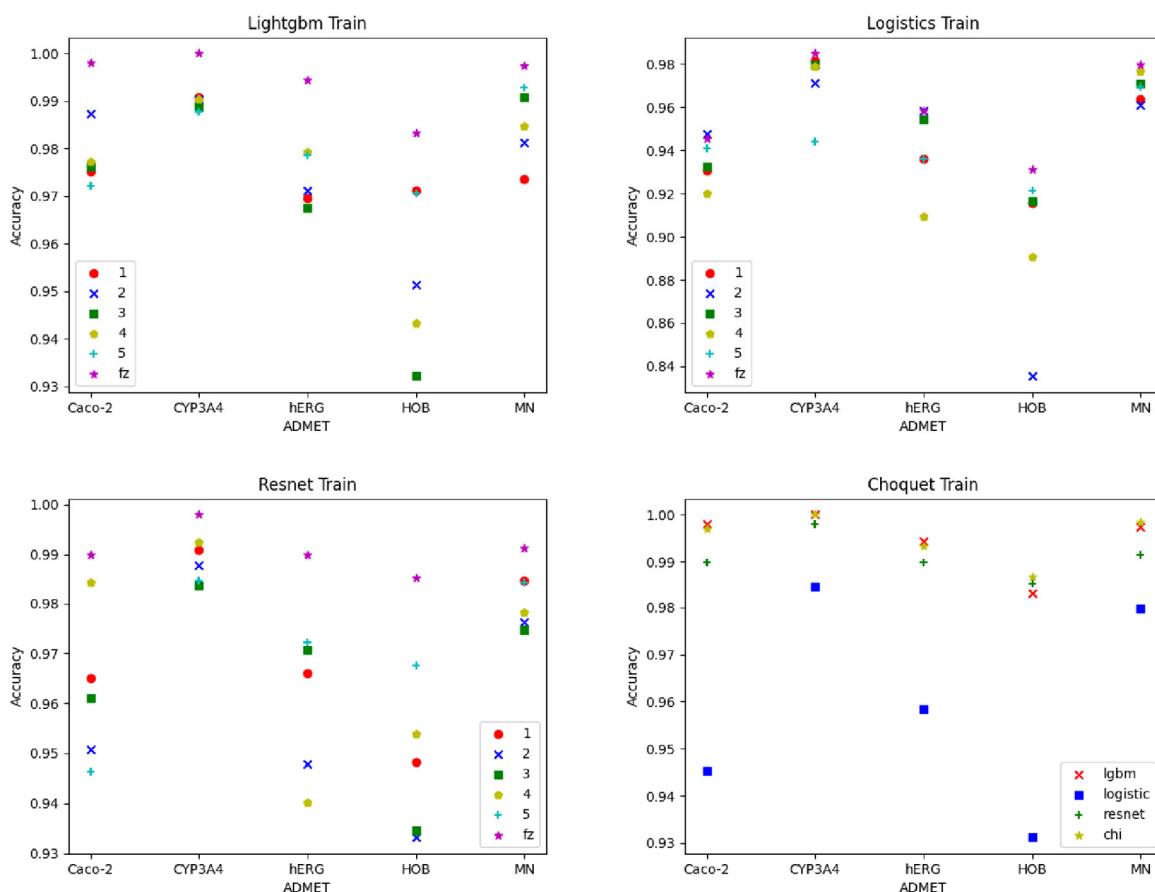 Lightgbm Train
1.00
0.99
0.98
0.97
0.96
0.95
0.94
0.93
Accuracy
1
2
3
4
5
fz
Caco-2 CYP3A4 hERG HOB MN
ADMET
Logistics Train
0.98
0.96
0.94
0.92
0.90
0.88
0.86
0.84
Accuracy
1
2
3
4
5
fz
Caco-2 CYP3A4 hERG HOB MN
ADMET
Resnet Train
1.00
0.99
0.98
0.97
0.96
0.95
0.94
0.93
Accuracy
1
2
3
4
5
fz
Caco-2 CYP3A4 hERG HOB MN
ADMET
Choquet Train
1.00
0.99
0.98
0.97
0.96
0.95
0.94
0.93
Accuracy
lgbm
logistic
resnet
chi
Caco-2 CYP3A4 hERG HOB MN
ADMET